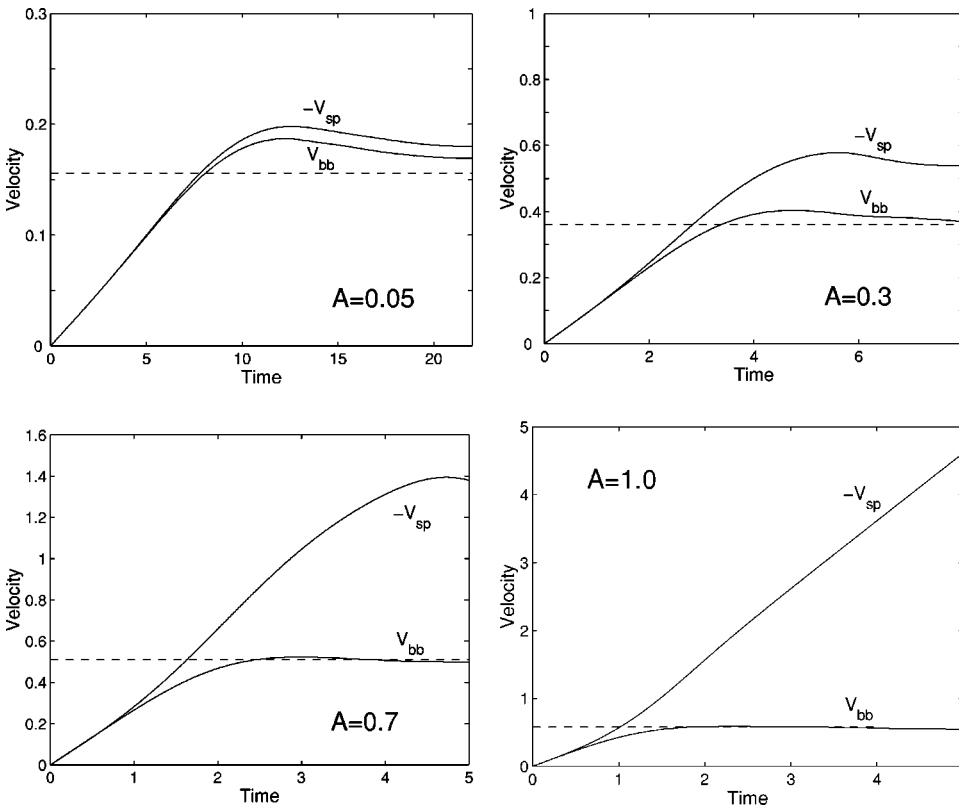 0.3
0.2
0.1
0
Velocity
−V_sp
V_bb
A=0.05
0 5 10 15 20
Time
1
0.8
0.6
0.4
0.2
0
Velocity
−V_sp
V_bb
A=0.3
0 2 4 6
Time
1.6
1.4
1.2
1
0.8
0.6
0.4
0.2
0
Velocity
−V_sp
V_bb
A=0.7
0 1 2 3 4 5
Time
5
4
3
2
1
0
Velocity
A=1.0
−V_sp
V_bb
0 1 2 3 4
Time